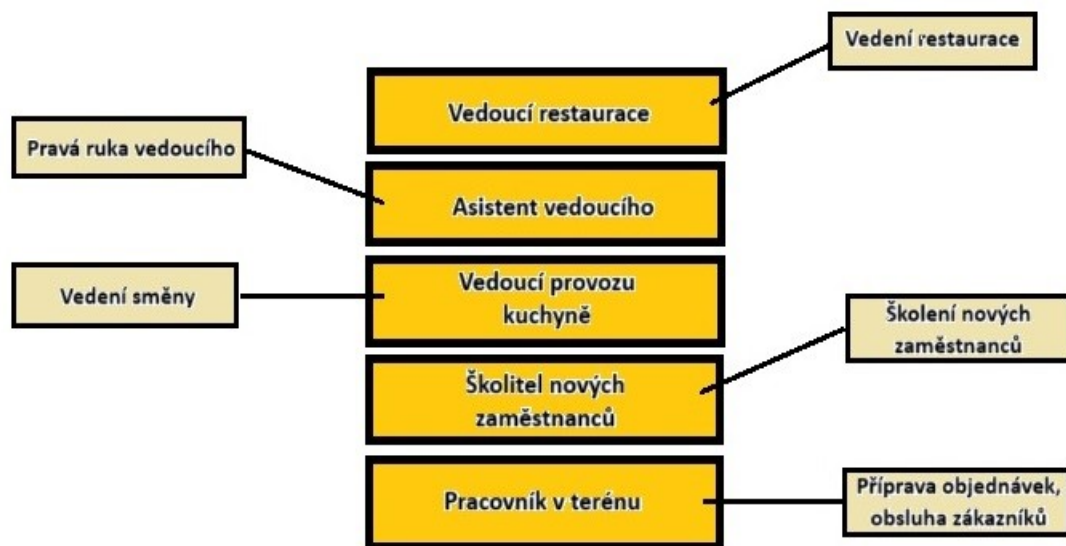 Vedení restaurace
Vedoucí restaurace
Pravá ruka vedoucího
Asistent vedoucího
Vedení směny
Vedoucí provozu
kuchyně
Školení nových
zaměstnanců
Školitel nových
zaměstnanců
Pracovník v terénu
Příprava objednávek,
obsluha zákazníků